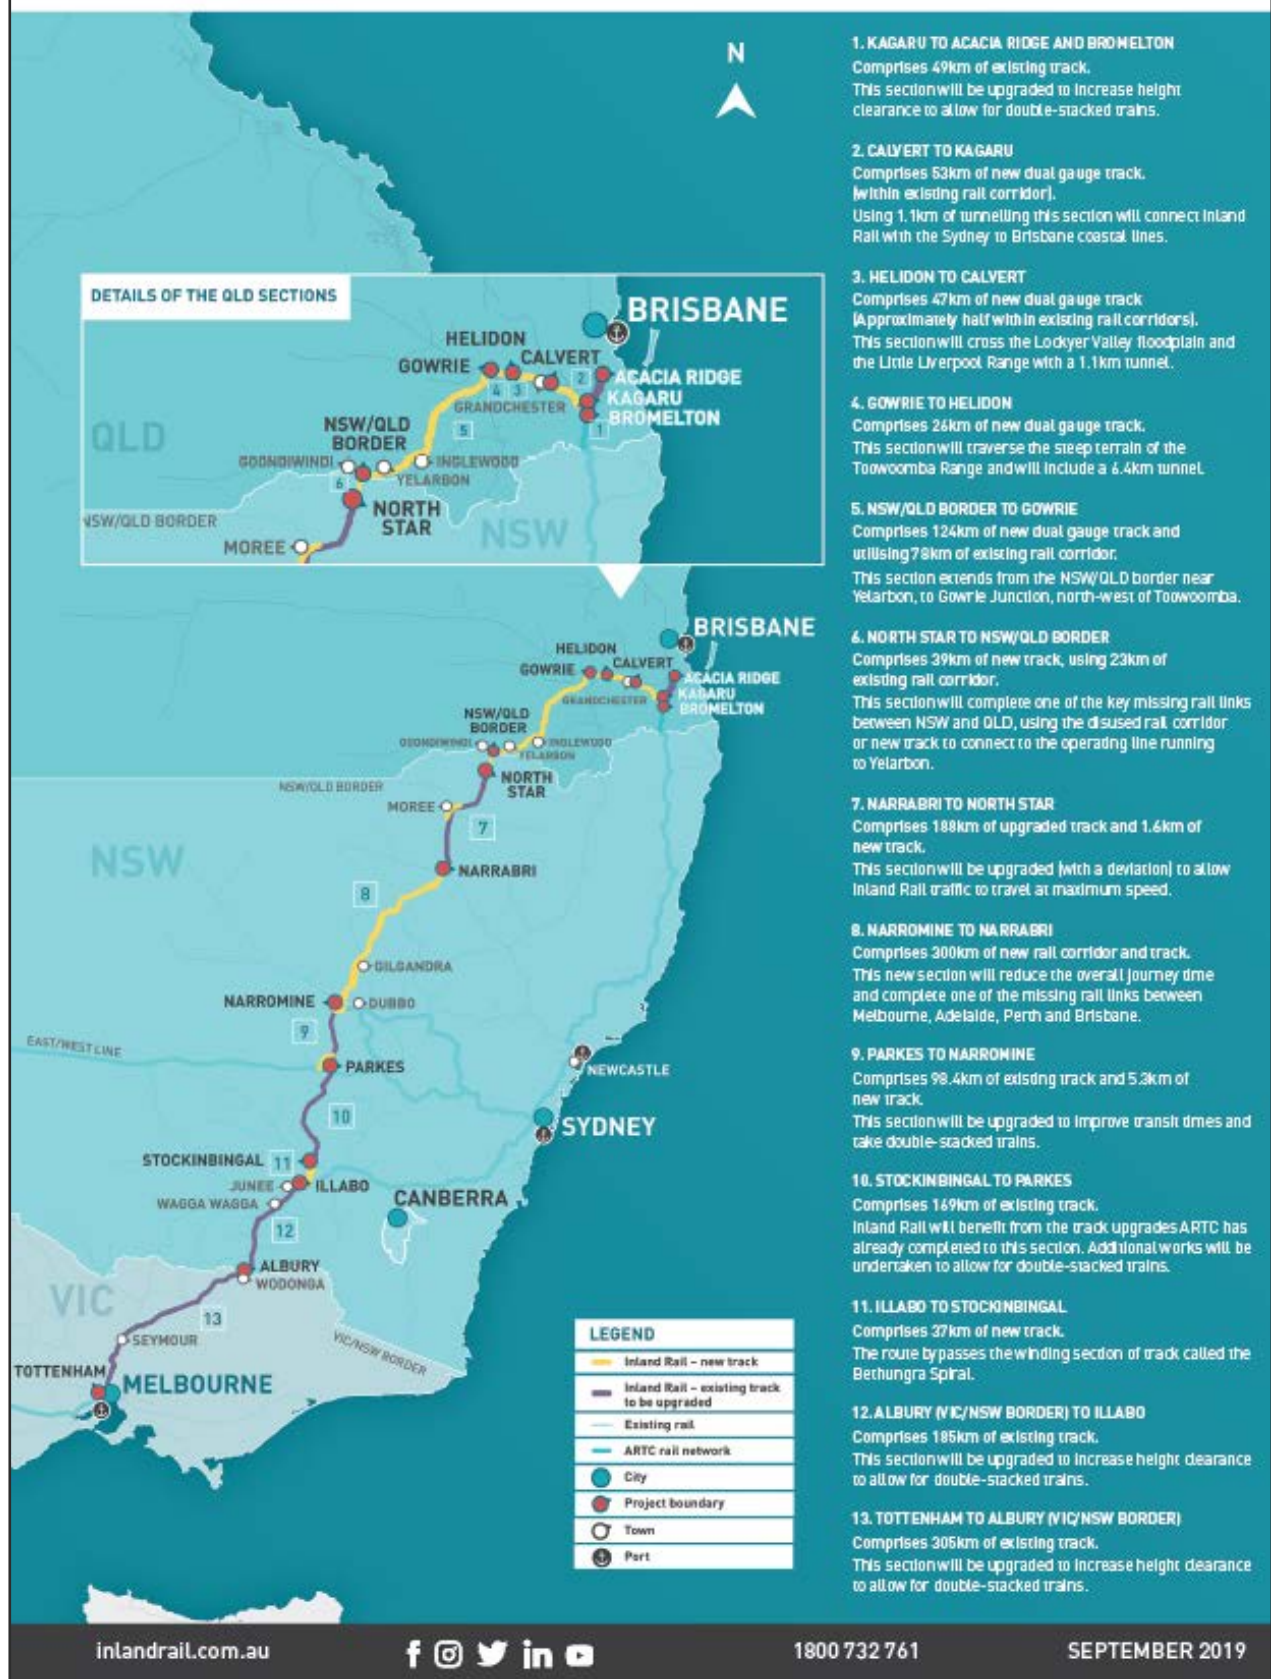 N
DETAILS OF THE QLD SECTIONS
BRISBANE
HELIDON
GOWRIE
CALVERT
ACACIA RIDGE
KAGARU
BROMELTON
GRANDCHESTER
2
4
3
5
1
QLD
NSW/QLD
BORDER
GOONDIWINDI
INGLEWOOD
YELARBON
6
NORTH
STAR
NSW/QLD BORDER
NSW
MOREE
BRISBANE
HELIDON
GOWRIE
CALVERT
ACACIA RIDGE
KAGARU
BROMELTON
GRANDCHESTER
NSW/QLD
BORDER
GOONDIWINDI
INGLEWOOD
YELARBON
NORTH
STAR
NSW/QLD BORDER
MOREE
7
NSW
NARRABRI
8
GILGANDRA
NARROMINE
DUBBO
9
EAST/WEST LINE
PARKES
NEWCASTLE
10
SYDNEY
STOCKINBINGAL
11
JUNEE
ILLABO
WAGGA WAGGA
CANBERRA
12
ALBURY
WODONGA
VIC
13
SEYMOUR
VIC/NSW BORDER
TOTTENHAM
MELBOURNE
LEGEND
Inland Rail – new track
Inland Rail – existing track
to be upgraded
Existing rail
ARTC rail network
City
Project boundary
Town
Port
1. KAGARU TO ACACIA RIDGE AND BROMELTON
Comprises 49km of existing track.
This section will be upgraded to increase height
clearance to allow for double-stacked trains.
2. CALVERT TO KAGARU
Comprises 53km of new dual gauge track.
(within existing rail corridor).
Using 1.1km of tunnelling this section will connect Inland
Rail with the Sydney to Brisbane coastal lines.
3. HELIDON TO CALVERT
Comprises 47km of new dual gauge track
(Approximately half within existing rail corridors).
This section will cross the Lockyer Valley floodplain and
the Little Liverpool Range with a 1.1km tunnel.
4. GOWRIE TO HELIDON
Comprises 26km of new dual gauge track.
This section will traverse the steep terrain of the
Toowoomba Range and will include a 6.4km tunnel.
5. NSW/QLD BORDER TO GOWRIE
Comprises 124km of new dual gauge track and
utilising 78km of existing rail corridor.
This section extends from the NSW/QLD border near
Yelarbon, to Gowrie Junction, north-west of Toowoomba.
6. NORTH STAR TO NSW/QLD BORDER
Comprises 39km of new track, using 23km of
existing rail corridor.
This section will complete one of the key missing rail links
between NSW and QLD, using the disused rail corridor
or new track to connect to the operating line running
to Yelarbon.
7. NARRABRI TO NORTH STAR
Comprises 188km of upgraded track and 1.6km of
new track.
This section will be upgraded (with a deviation) to allow
Inland Rail traffic to travel at maximum speed.
8. NARROMINE TO NARRABRI
Comprises 300km of new rail corridor and track.
This new section will reduce the overall journey time
and complete one of the missing rail links between
Melbourne, Adelaide, Perth and Brisbane.
9. PARKES TO NARROMINE
Comprises 98.4km of existing track and 5.3km of
new track.
This section will be upgraded to improve transit times and
take double-stacked trains.
10. STOCKINBINGAL TO PARKES
Comprises 169km of existing track.
Inland Rail will benefit from the track upgrades ARTC has
already completed to this section. Additional works will be
undertaken to allow for double-stacked trains.
11. ILLABO TO STOCKINBINGAL
Comprises 37km of new track.
The route bypasses the winding section of track called the
Bethungra Spiral.
12. ALBURY (VIC/NSW BORDER) TO ILLABO
Comprises 185km of existing track.
This section will be upgraded to increase height clearance
to allow for double-stacked trains.
13. TOTTENHAM TO ALBURY (VIC/NSW BORDER)
Comprises 305km of existing track.
This section will be upgraded to increase height clearance
to allow for double-stacked trains.
inlandrail.com.au
1800 732 761
SEPTEMBER 2019